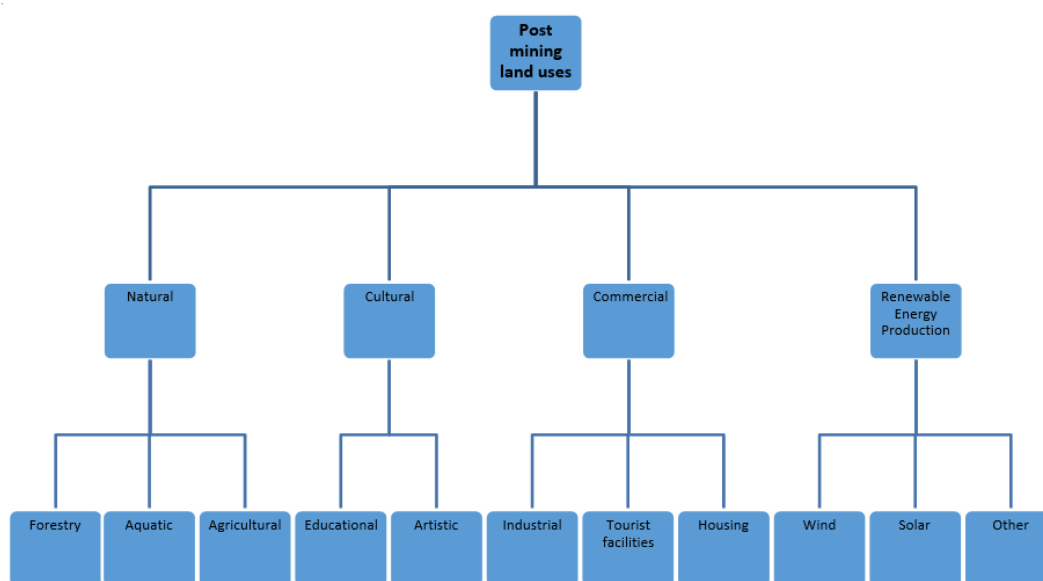 Post
mining
land uses
Natural
Cultural
Commercial
Renewable
Energy
Production
Forestry
Aquatic
Agricultural
Educational
Artistic
Industrial
Tourist
facilities
Housing
Wind
Solar
Other